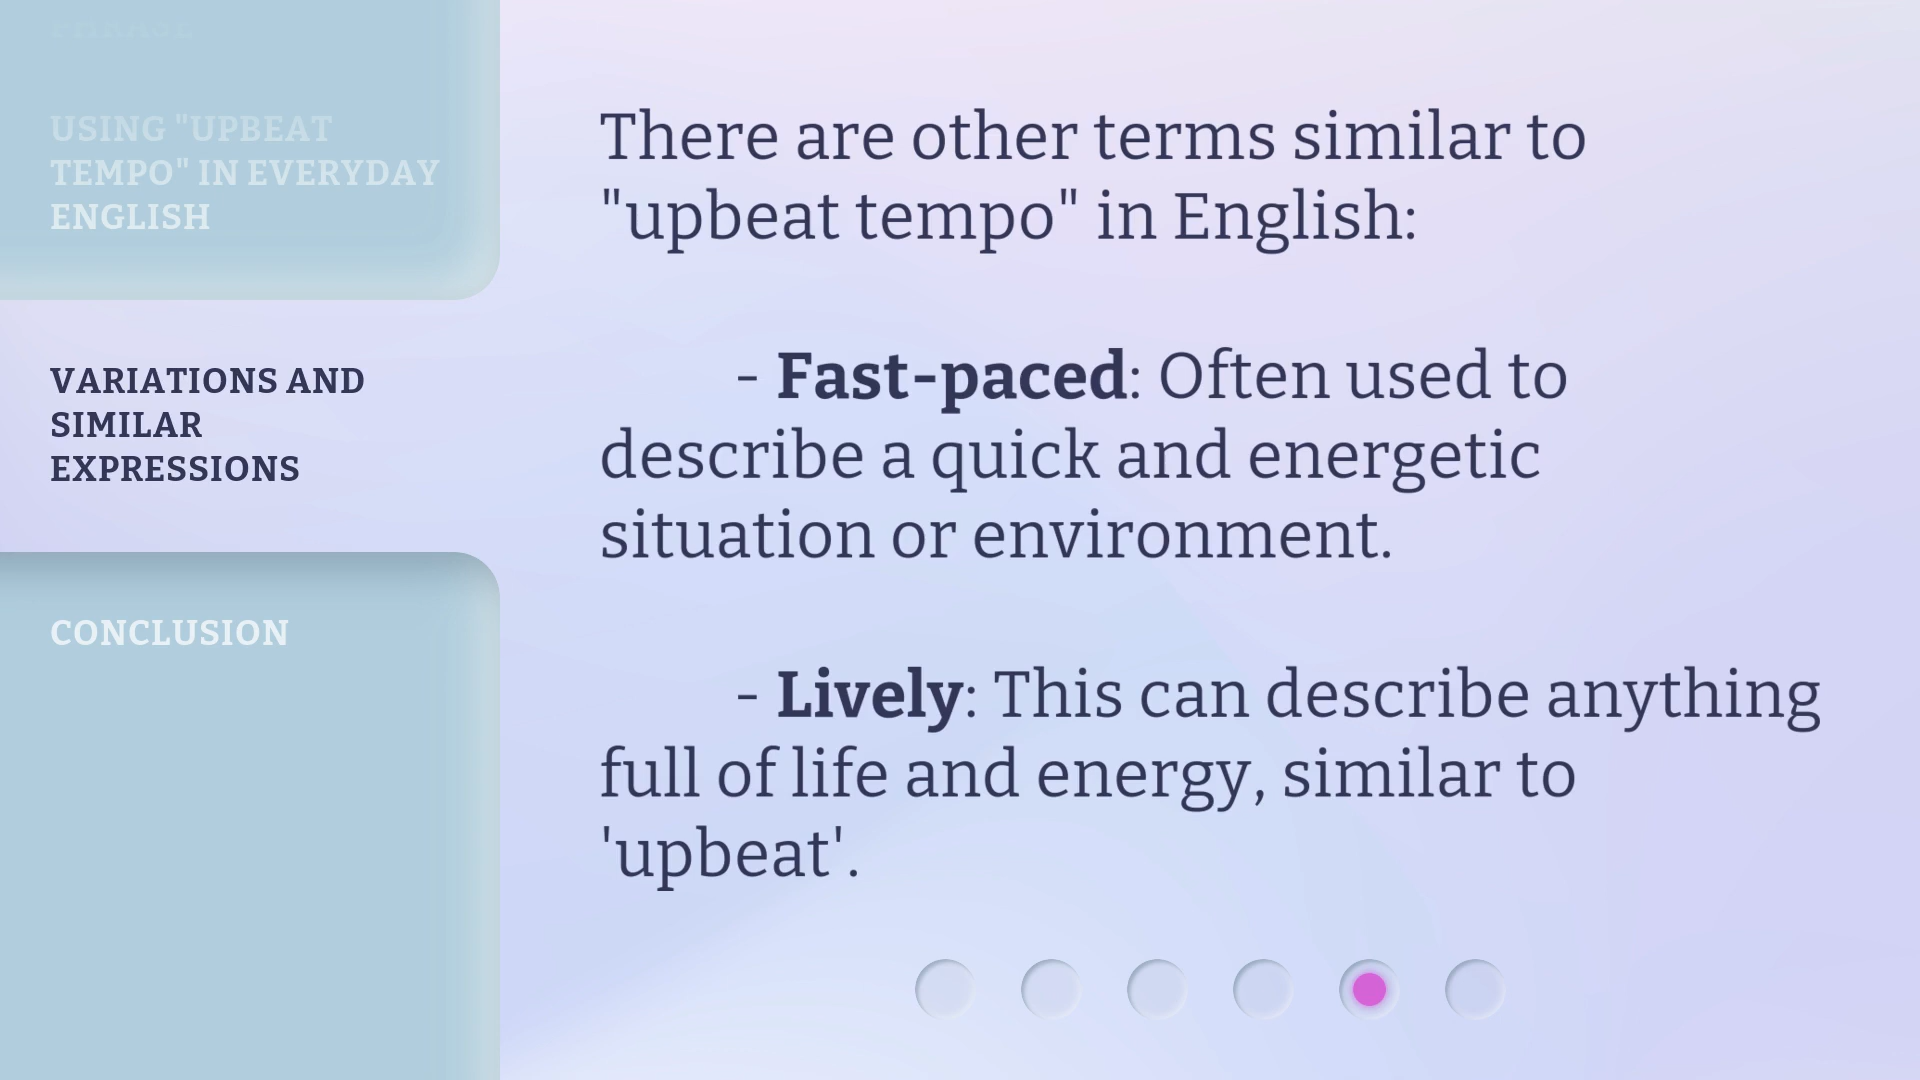 USING "UPBEAT
TEMPO" IN EVERYDAY
ENGLISH
VARIATIONS AND
SIMILAR
EXPRESSIONS
CONCLUSION
There are other terms similar to
"upbeat tempo" in English:
- Fast-paced: Often used to
describe a quick and energetic
situation or environment.
- Lively: This can describe anything
full of life and energy, similar to
'upbeat'.